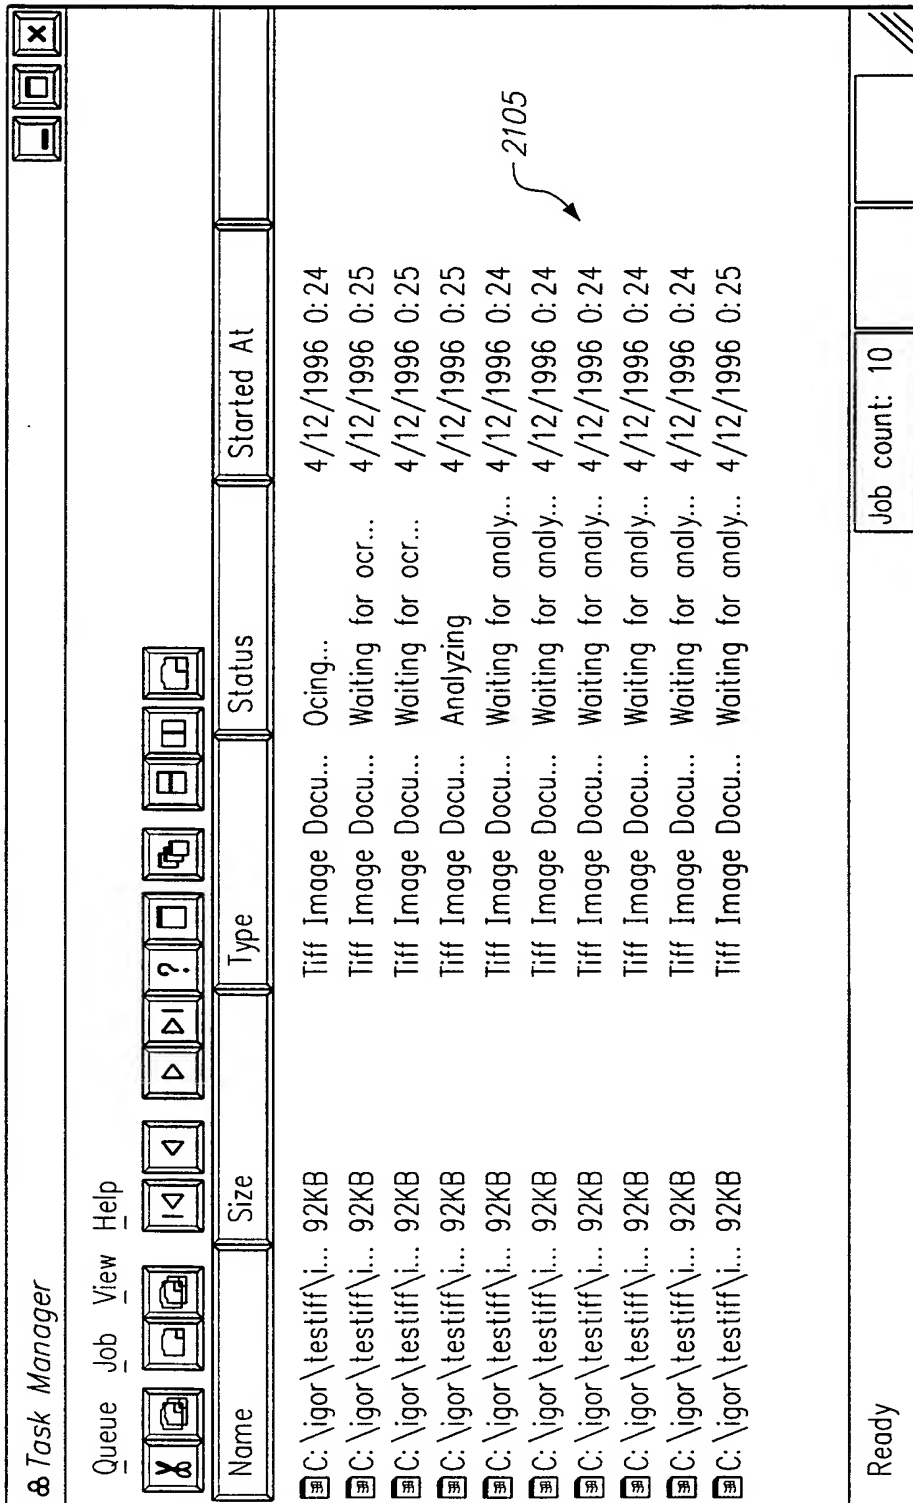 Task Manager
Queue Job View Help
?
Name Size Type Status Started At
C: \igor\testiff\i... 92KB Tiff Image Docu... Ocing... 4/12/1996 0:24
C: \igor\testiff\i... 92KB Tiff Image Docu... Waiting for ocr... 4/12/1996 0:25
C: \igor\testiff\i... 92KB Tiff Image Docu... Waiting for ocr... 4/12/1996 0:25
C: \igor\testiff\i... 92KB Tiff Image Docu... Analyzing 4/12/1996 0:25
C: \igor\testiff\i... 92KB Tiff Image Docu... Waiting for analy... 4/12/1996 0:24
C: \igor\testiff\i... 92KB Tiff Image Docu... Waiting for analy... 4/12/1996 0:24
C: \igor\testiff\i... 92KB Tiff Image Docu... Waiting for analy... 4/12/1996 0:24
C: \igor\testiff\i... 92KB Tiff Image Docu... Waiting for analy... 4/12/1996 0:24
C: \igor\testiff\i... 92KB Tiff Image Docu... Waiting for analy... 4/12/1996 0:24
C: \igor\testiff\i... 92KB Tiff Image Docu... Waiting for analy... 4/12/1996 0:25
2105
Ready Job count: 10